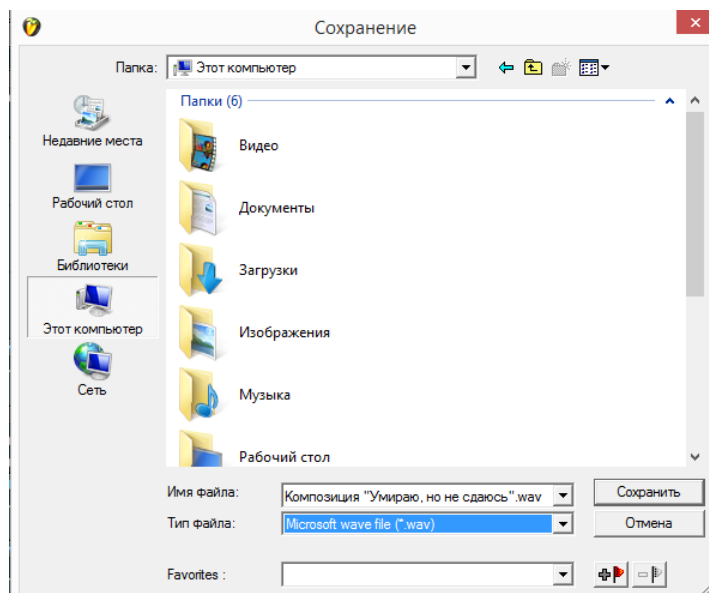 Сохранение
Папка: Этот компьютер
Недавние места
Рабочий стол
Библиотеки
Этот компьютер
Сеть
Папки (6)
Видео
Документы
Загрузки
Изображения
Музыка
Рабочий стол
Имя файла: Композиция "Умираю, но не сдаюсь".wav Сохранить
Тип файла: Microsoft wave file (*.wav) Отмена
Favorites :